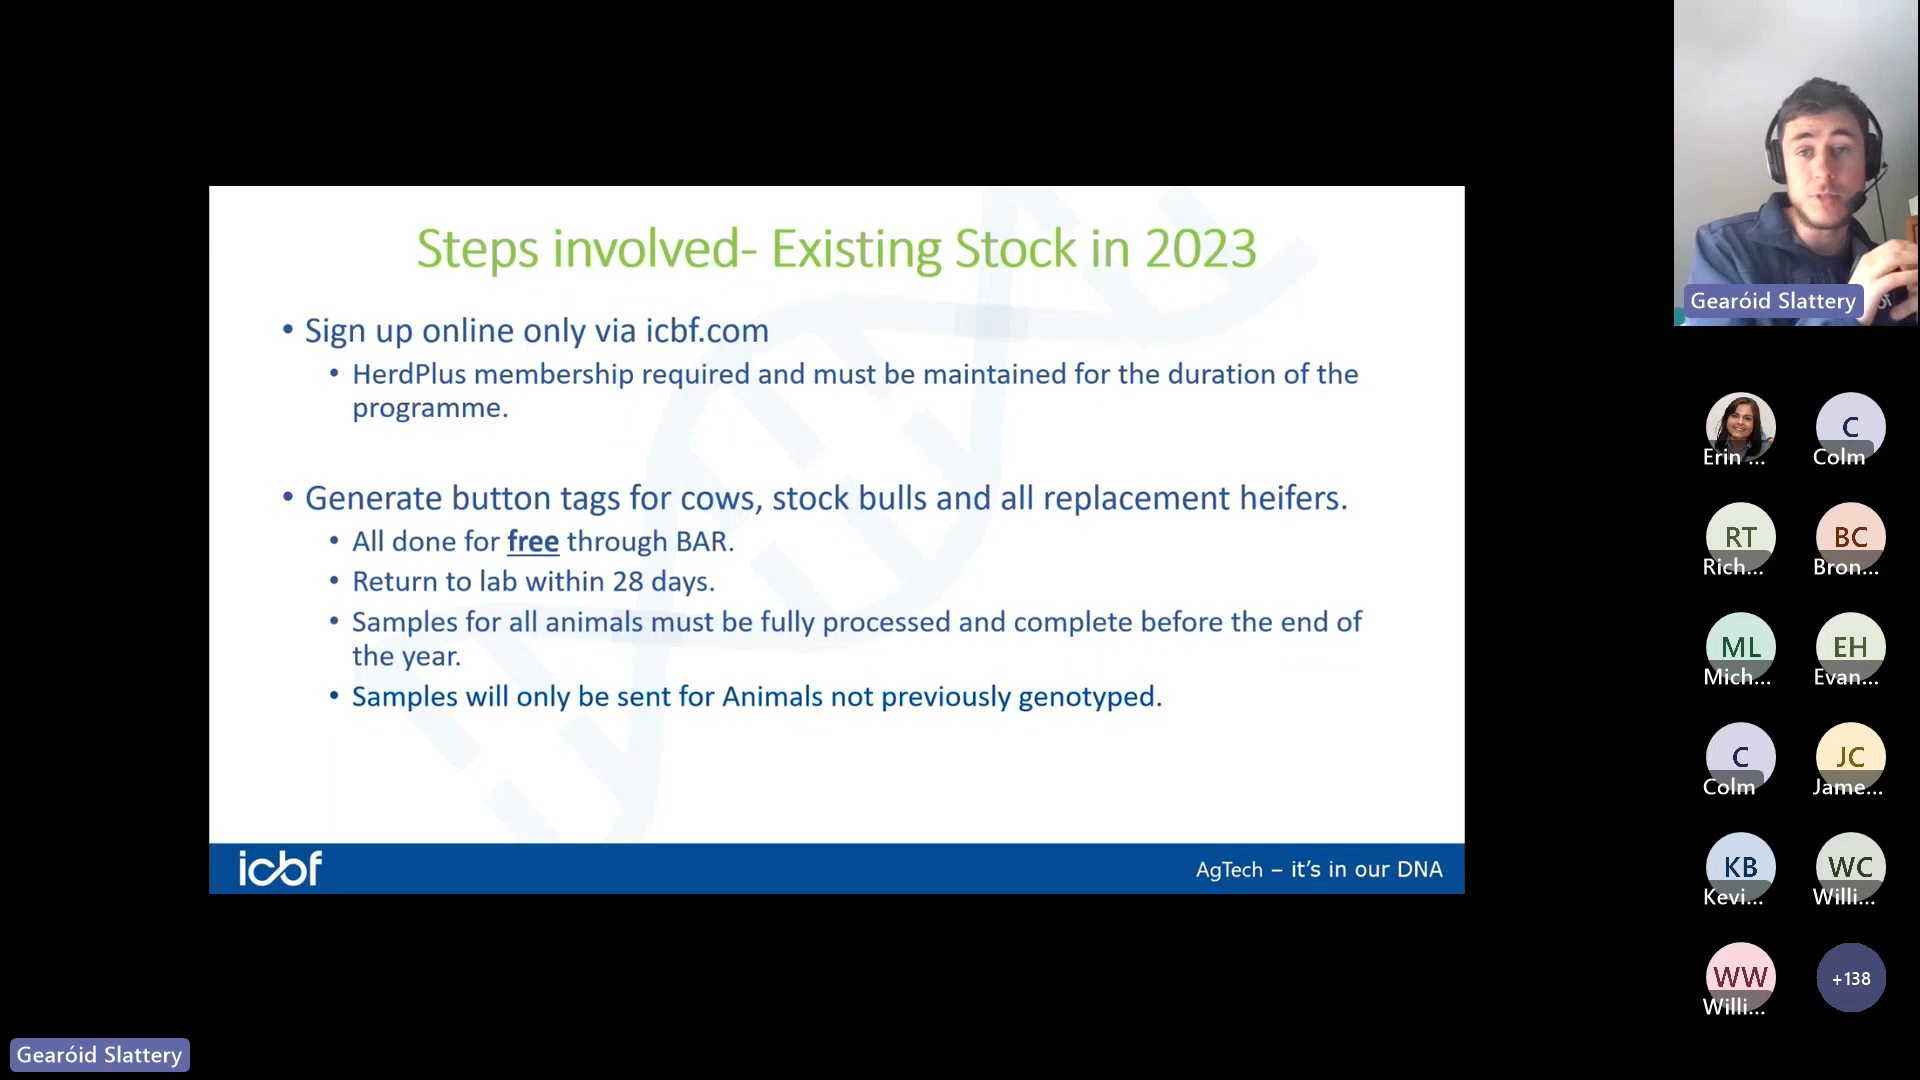 Steps involved- Existing Stock in 2023
• Sign up online only via icbf.com
• HerdPlus membership required and must be maintained for the duration of the
programme.
• Generate button tags for cows, stock bulls and all replacement heifers.
• All done for free through BAR.
• Return to lab within 28 days.
• Samples for all animals must be fully processed and complete before the end of
the year.
• Samples will only be sent for Animals not previously genotyped.
icbf
AgTech – it's in our DNA
Gearóid Slattery
Erin ...
C
Colm
RT
Rich...
BC
Bron...
ML
Mich...
EH
Evan...
C
Colm
JC
Jame...
KB
Kevi...
WC
Willi...
WW
Willi...
+138
Gearóid Slattery